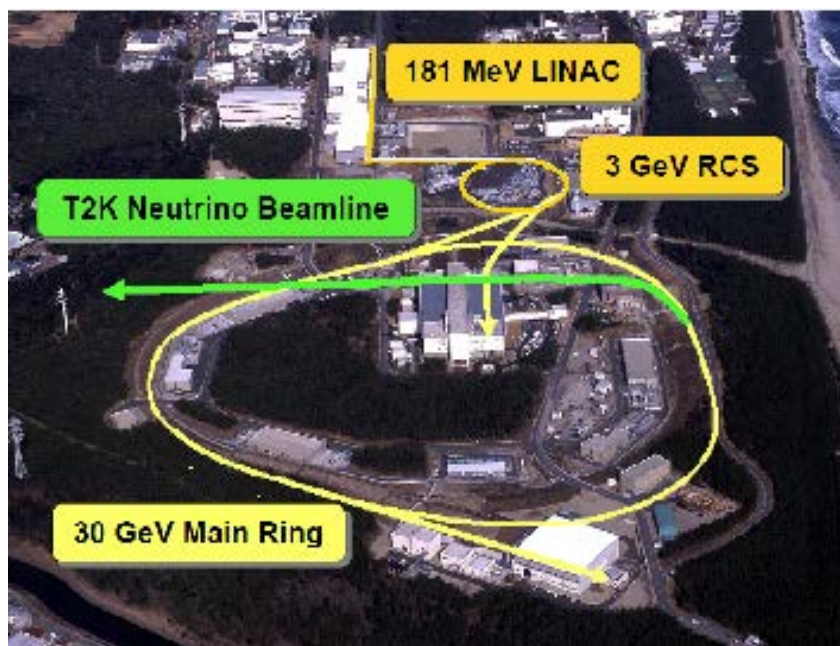 181 MeV LINAC
3 GeV RCS
T2K Neutrino Beamline
30 GeV Main Ring